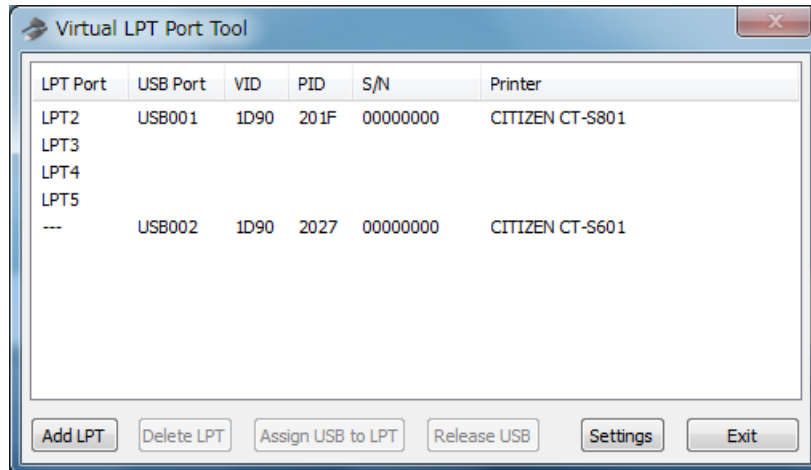 Virtual LPT Port Tool
LPT Port USB Port VID PID S/N Printer
LPT2 USB001 1D90 201F 00000000 CITIZEN CT-S801
LPT3
LPT4
LPT5
--- USB002 1D90 2027 00000000 CITIZEN CT-S601
Add LPT Delete LPT Assign USB to LPT Release USB Settings Exit